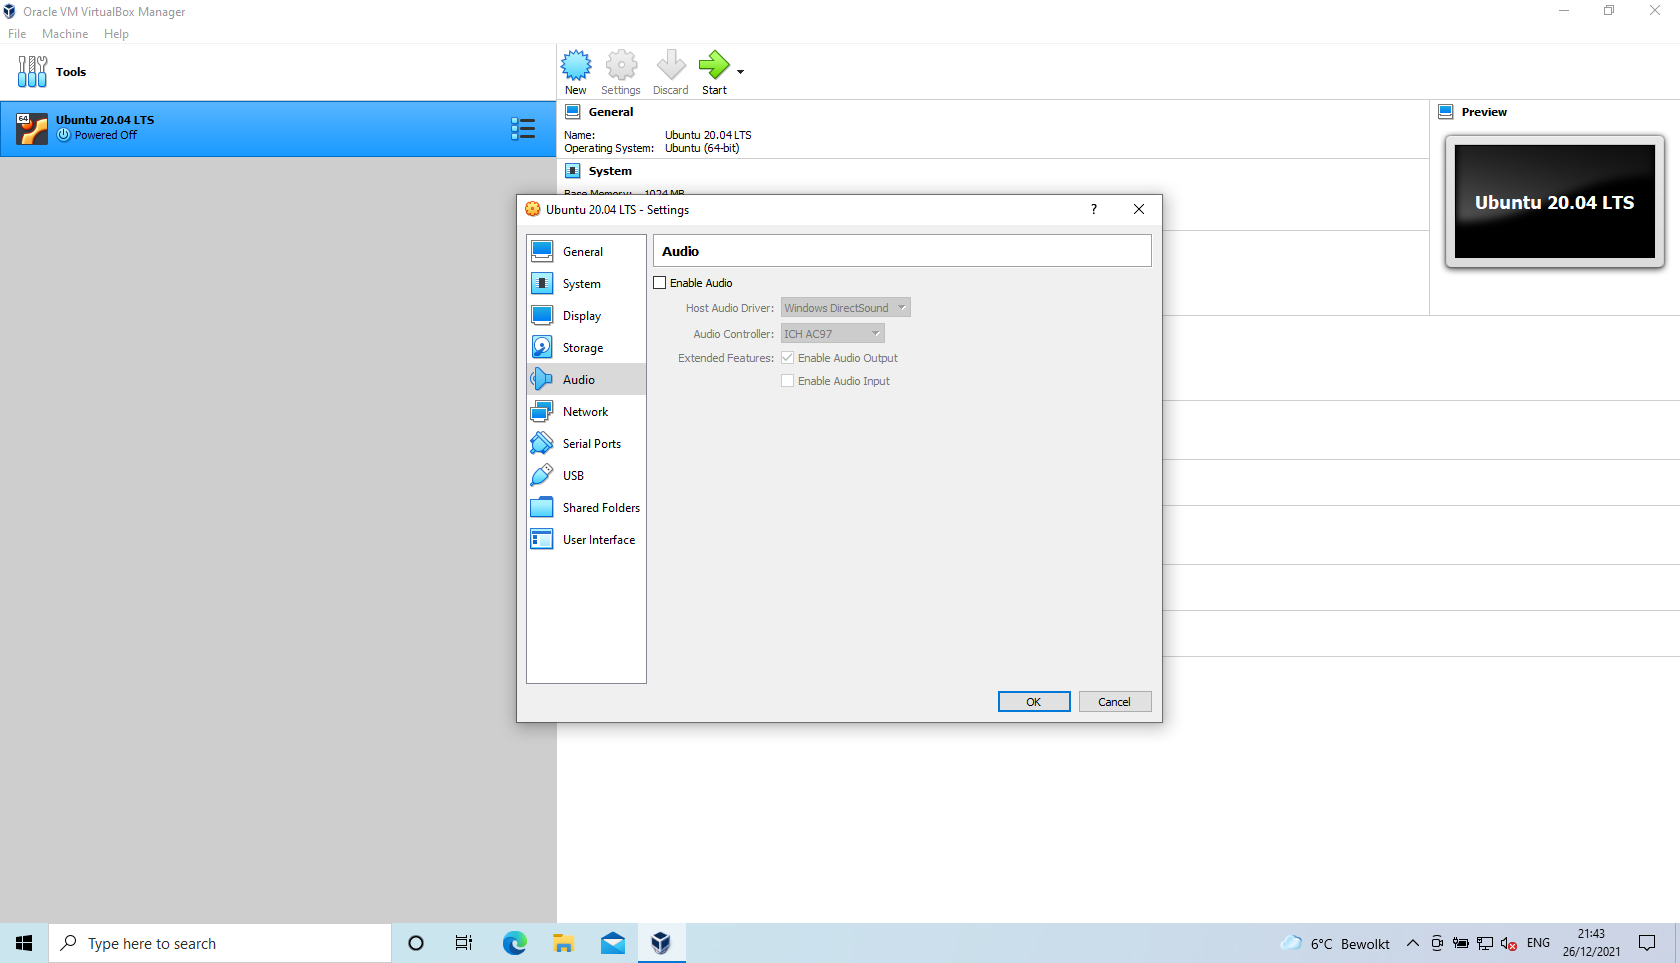 Oracle VM VirtualBox Manager
File Machine Help
Tools
New Settings Discard Start
64
Ubuntu 20.04 LTS
Powered Off
General
Name: Ubuntu 20.04 LTS
Operating System: Ubuntu (64-bit)
System
Base Memory: 1024 MB
Preview
Ubuntu 20.04 LTS
Ubuntu 20.04 LTS - Settings
?
General
System
Display
Storage
Audio
Network
Serial Ports
USB
Shared Folders
User Interface
Audio
Enable Audio
Host Audio Driver: Windows DirectSound
Audio Controller: ICH AC97
Extended Features: Enable Audio Output
Enable Audio Input
OK Cancel
Type here to search
6°C Bewolkt
ENG
21:43
26/12/2021